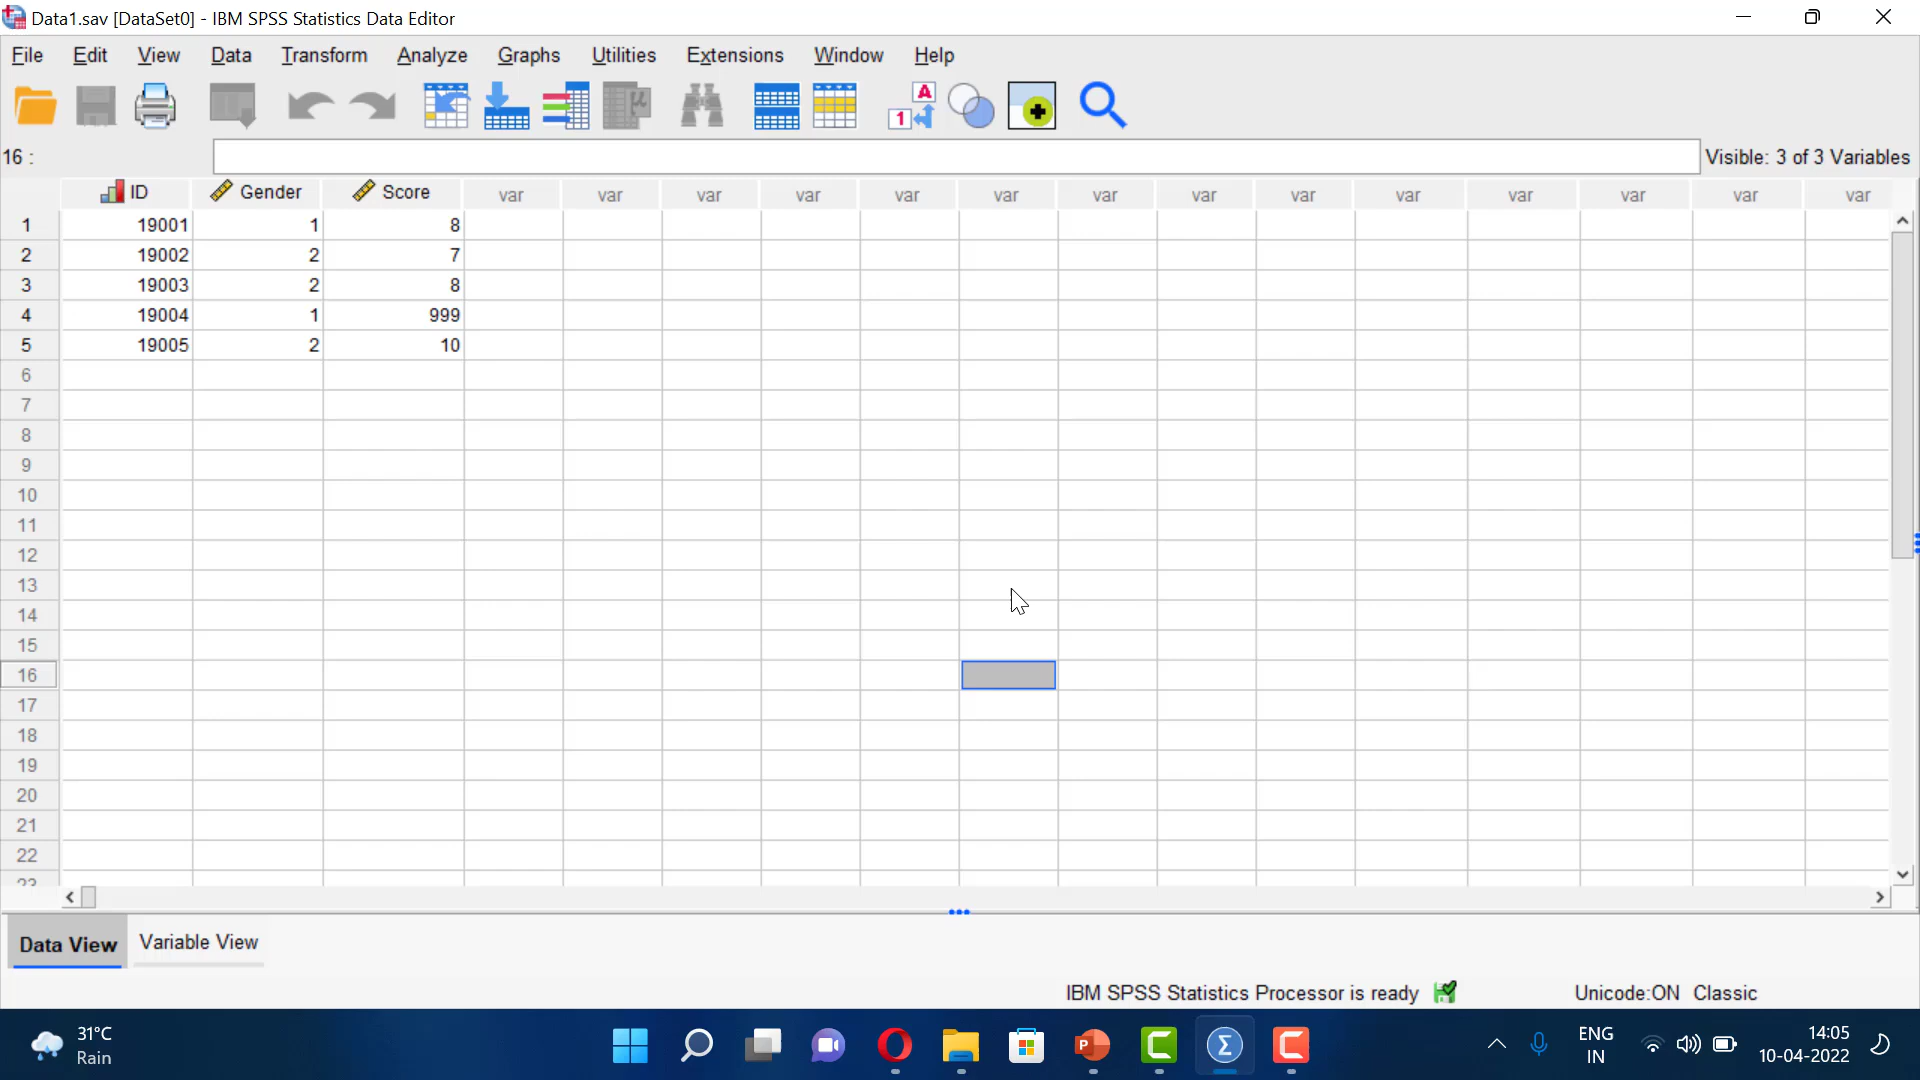 Data1.sav [DataSet0] - IBM SPSS Statistics Data Editor
File Edit View Data Transform Analyze Graphs Utilities Extensions Window Help
16 : Visible: 3 of 3 Variables
ID Gender Score var var var var var var var var var var var var var var
1 19001 1 8
2 19002 2 7
3 19003 2 8
4 19004 1 999
5 19005 2 10
6
7
8
9
10
11
12
13
14
15
16
17
18
19
20
21
22
23
Data View Variable View
IBM SPSS Statistics Processor is ready Unicode:ON Classic
31°C
Rain
ENG
IN
14:05
10-04-2022